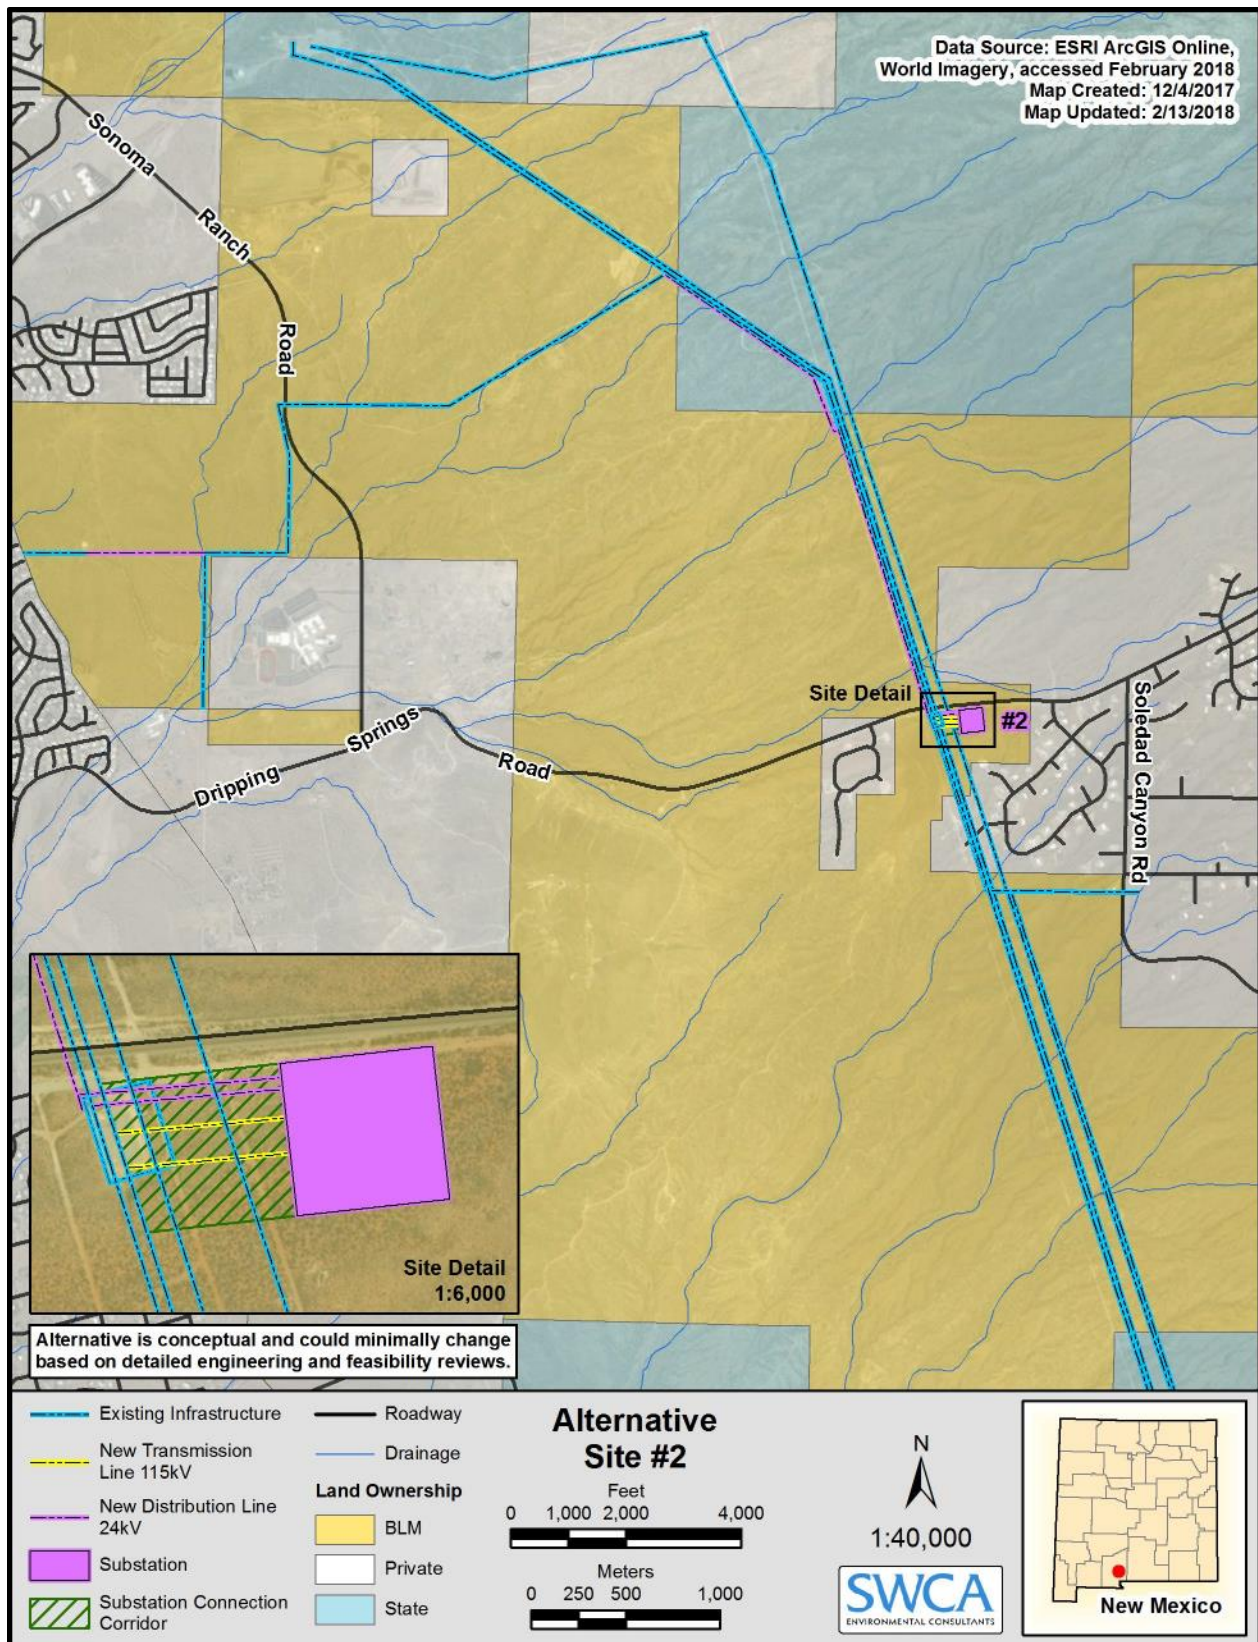 Data Source: ESRI ArcGIS Online,
World Imagery, accessed February 2018
Map Created: 12/4/2017
Map Updated: 2/13/2018
Sonoma
Ranch
Road
Site Detail
#2
Soledad Canyon Rd
Springs
Road
Dripping
Site Detail
1:6,000
Alternative is conceptual and could minimally change
based on detailed engineering and feasibility reviews.
Existing Infrastructure
New Transmission
Line 115kV
New Distribution Line
24kV
Substation
Substation Connection
Corridor
Roadway
Drainage
Land Ownership
BLM
Private
State
Alternative
Site #2
Feet
0 1,000 2,000 4,000
Meters
0 250 500 1,000
N
1:40,000
SWCA
ENVIRONMENTAL CONSULTANTS
New Mexico